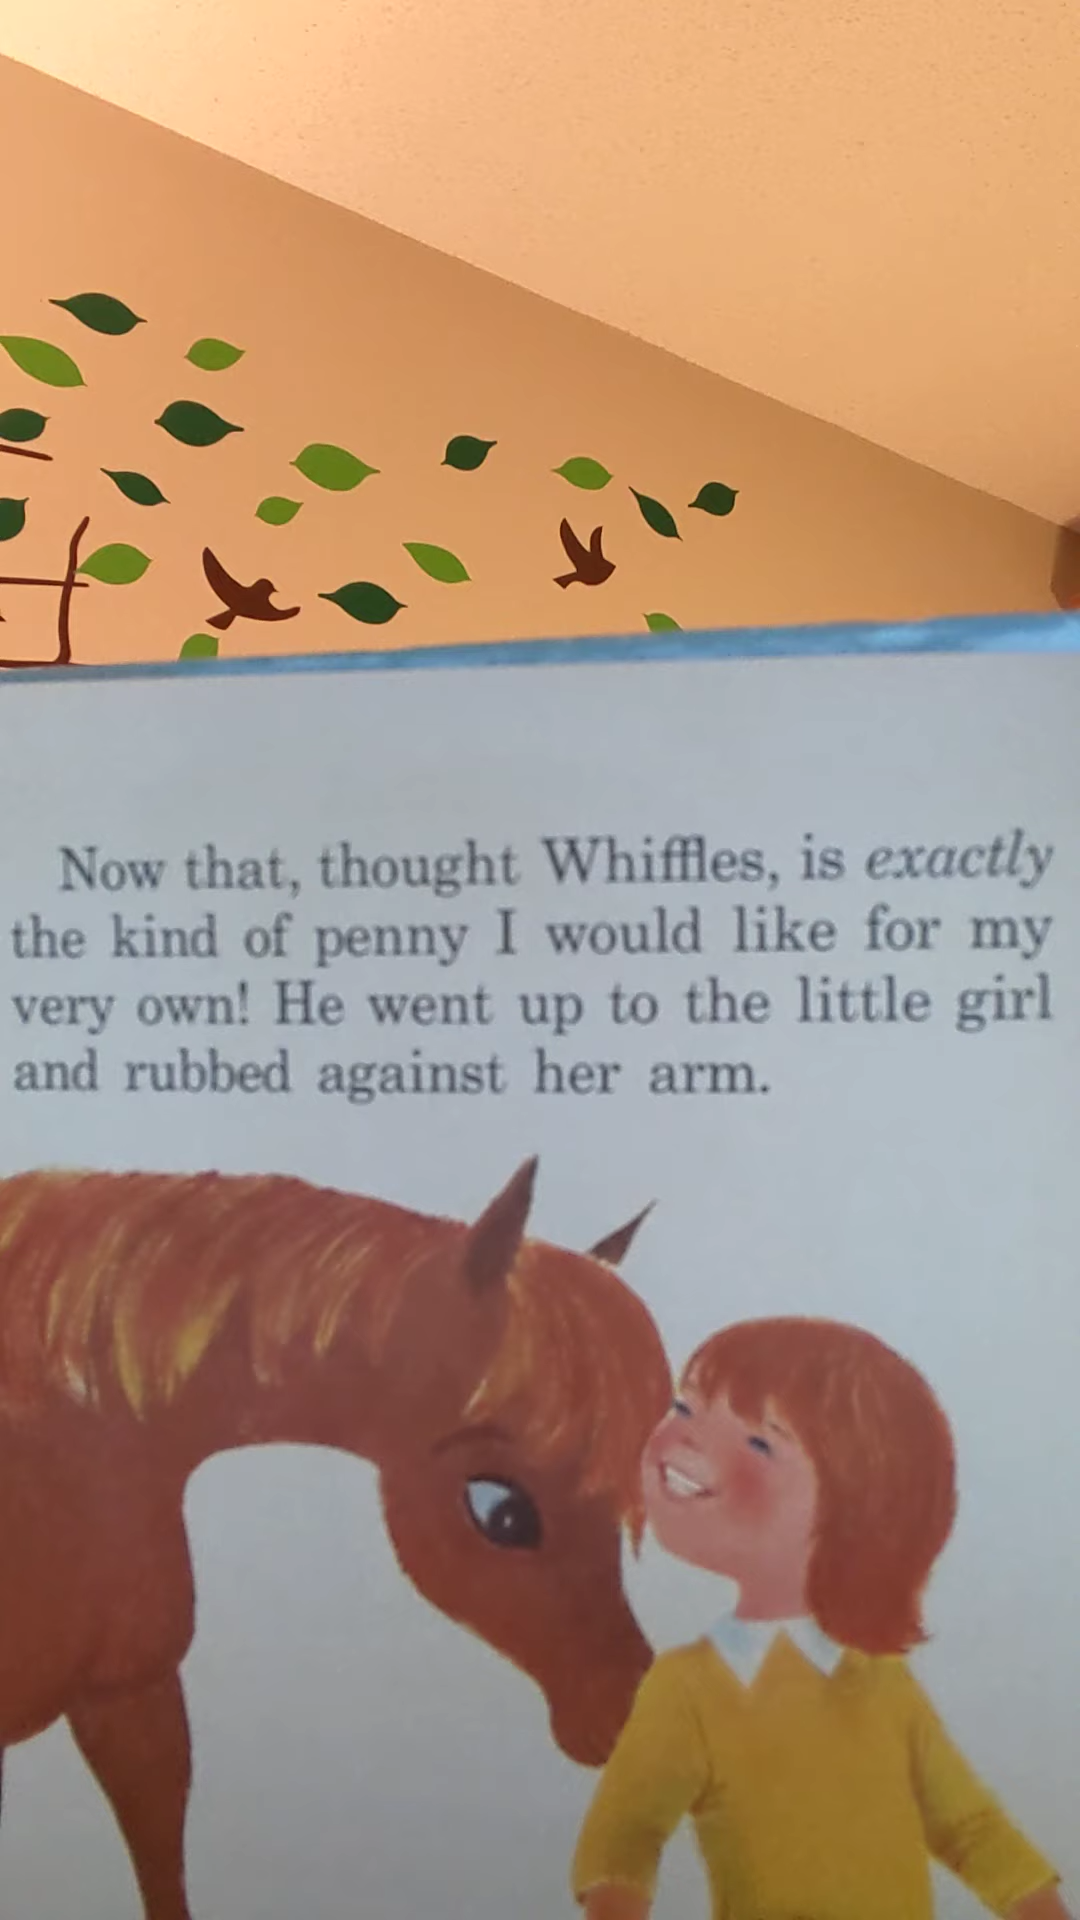 Now that, thought Whiffles, is exactly
the kind of penny I would like for my
very own! He went up to the little girl
and rubbed against her arm.